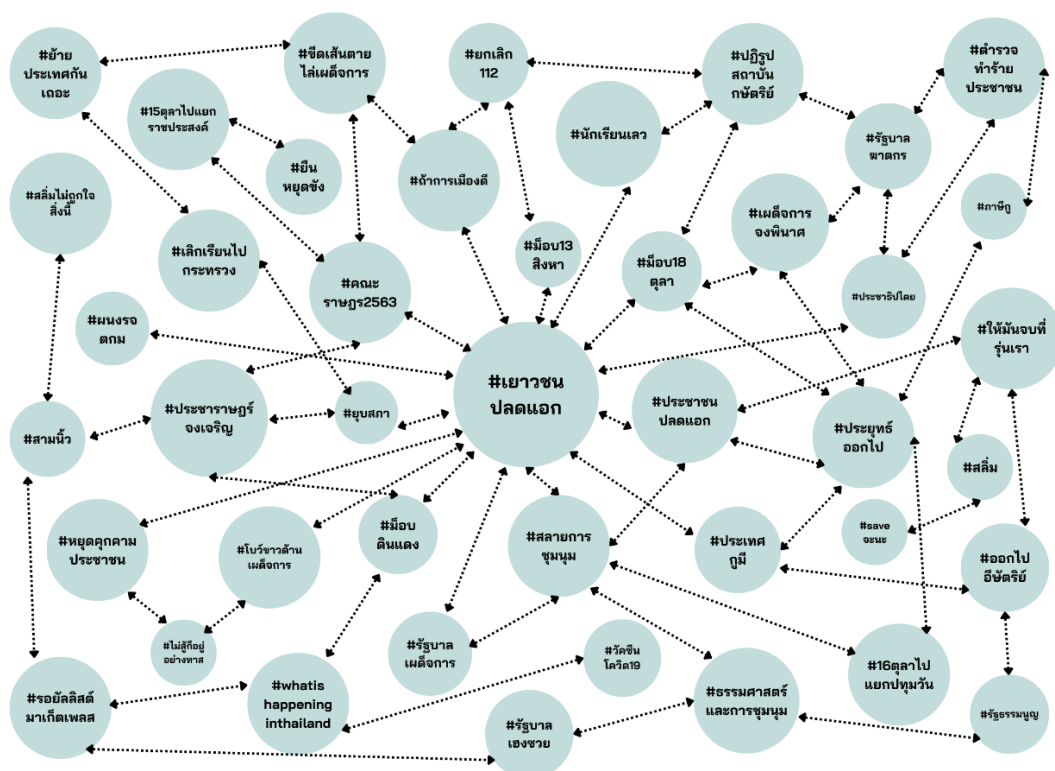 #ย้าย
ประเทศกัน
เถอะ
#ขีดเส้นตาย
ไล่เผด็จการ
#ยกเลิก
112
#ปฏิรูป
สถาบัน
กษัตริย์
#ตำรวจ
ทำร้าย
ประชาชน
#15ตุลาไปแยก
ราชประสงค์
#ยืน
หยุดขัง
#ถ้าการเมืองดี
#นักเรียนเลว
#รัฐบาล
ฆาตกร
#สลิ่มไม่ถูกใจ
สิ่งนี้
#เลิกเรียนไป
กระทรวง
#คณะ
ราษฎร2563
#ม็อบ13
สิงหา
#ม็อบ18
ตุลา
#เผด็จการ
จงพินาศ
#ภาษีกู
#ประชาธิปไตย
#ผนงรจ
ตกม
#เยาวชน
ปลดแอก
#ให้มันจบที่
รุ่นเรา
#สามนิ้ว
#ประชาราษฎร์
จงเจริญ
#ยุบสภา
#ประชาชน
ปลดแอก
#ประยุทธ์
ออกไป
#สลิ่ม
#หยุดคุกคาม
ประชาชน
#โบว์ขาวต้าน
เผด็จการ
#ม็อบ
ดินแดง
#สลายการ
ชุมนุม
#ประเทศ
กูมี
#save
จะนะ
#ออกไป
อีษัตริย์
#ไม่สู้ก็อยู่
อย่างทาส
#รัฐบาล
เผด็จการ
#วัคซีน
โควิด19
#16ตุลาไป
แยกปทุมวัน
#รอยัลลิสต์
มาเก็ตเพลส
#whatis
happening
inthailand
#รัฐบาล
เฮงซวย
#ธรรมศาสตร์
และการชุมนุม
#รัฐธรรมนูญ